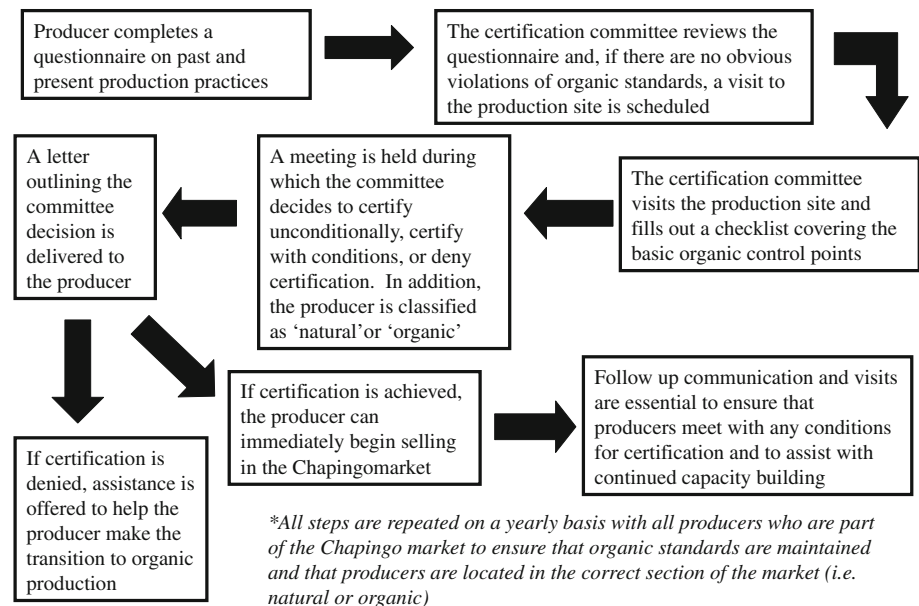 Producer completes a
questionnaire on past and
present production practices
The certification committee reviews the
questionnaire and, if there are no obvious
violations of organic standards, a visit to
the production site is scheduled
The certification committee
visits the production site and
fills out a checklist covering the
basic organic control points
A meeting is held during
which the committee
decides to certify
unconditionally, certify
with conditions, or deny
certification. In addition,
the producer is classified
as ‘natural’or ‘organic’
A letter
outlining the
committee
decision is
delivered to
the producer
If certification is
denied, assistance is
offered to help the
producer make the
transition to organic
production
If certification is achieved,
the producer can
immediately begin selling
in the Chapingomarket
Follow up communication and visits
are essential to ensure that
producers meet with any conditions
for certification and to assist with
continued capacity building
*All steps are repeated on a yearly basis with all producers who are part
of the Chapingo market to ensure that organic standards are maintained
and that producers are located in the correct section of the market (i.e.
natural or organic)